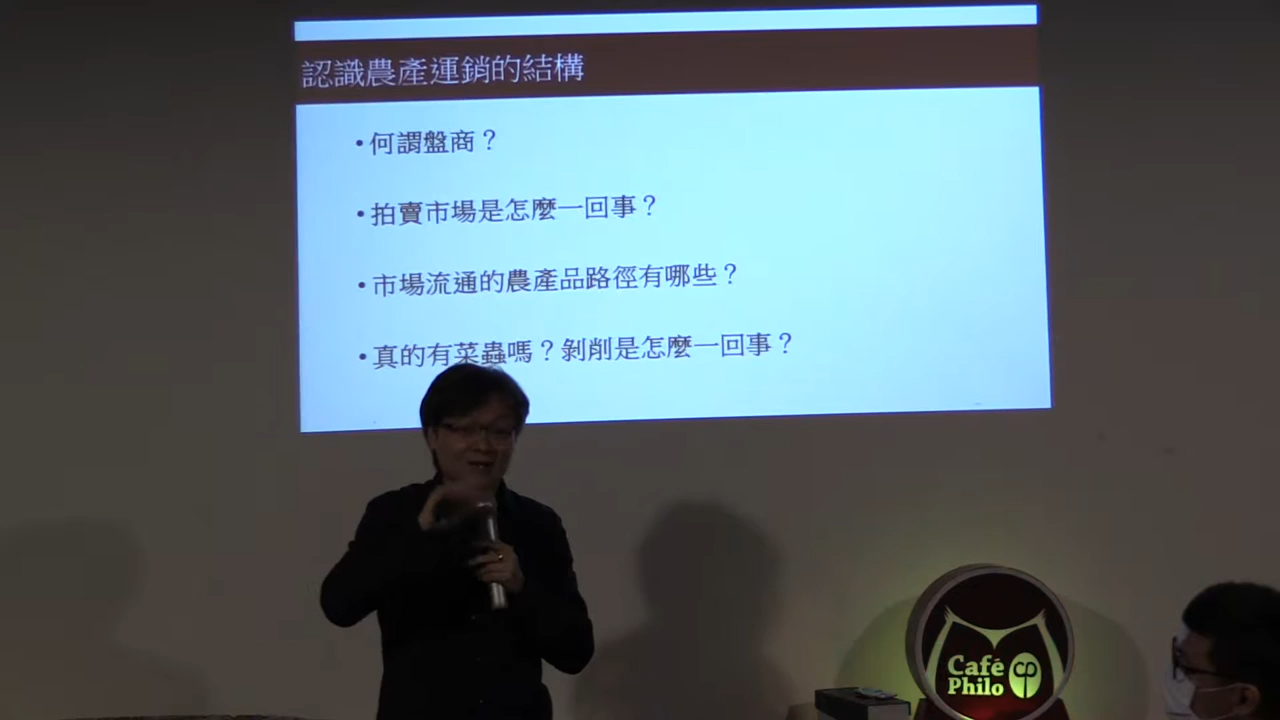 認識農產運銷的結構
•何謂盤商？
•拍賣市場是怎麼一回事？
•市場流通的農產品路徑有哪些？
•真的有菜蟲嗎？剝削是怎麼一回事？
Café
Philo